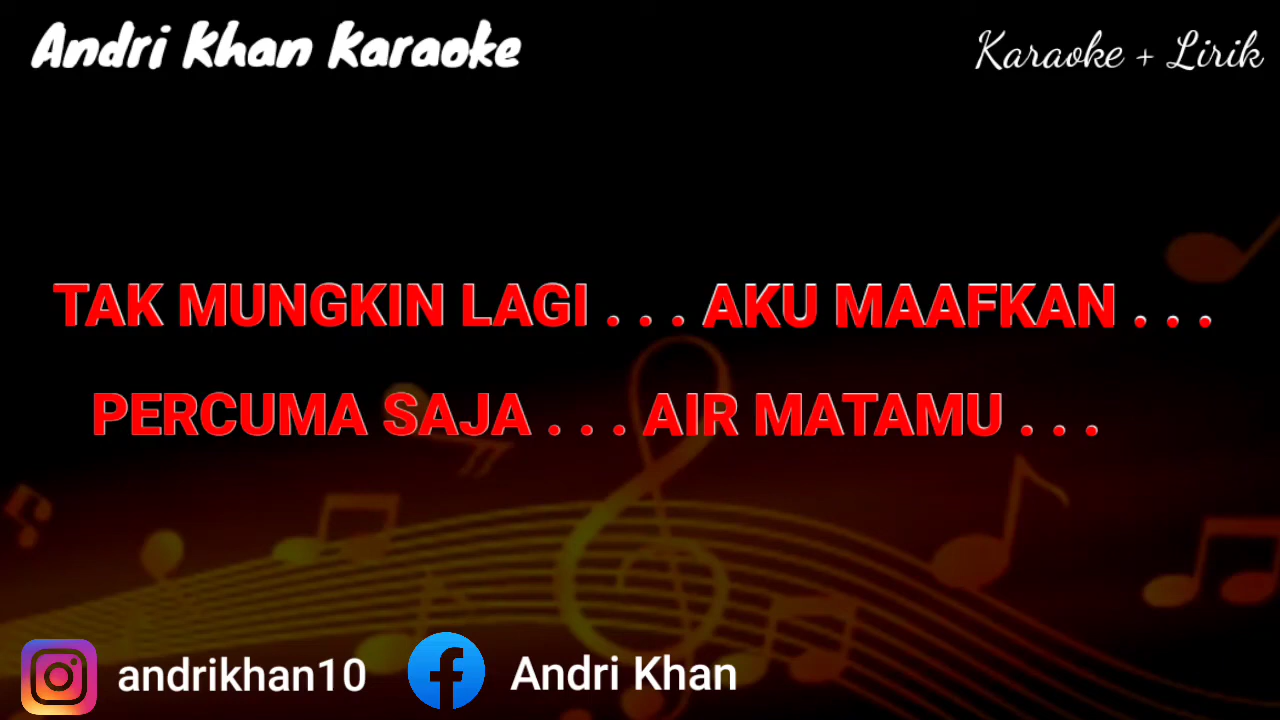 Andri Khan Karaoke
Karaoke + Lirik
TAK MUNGKIN LAGI . . . AKU MAAFKAN . . .
PERCUMA SAJA . . . AIR MATAMU . . .
andrikhan10
Andri Khan